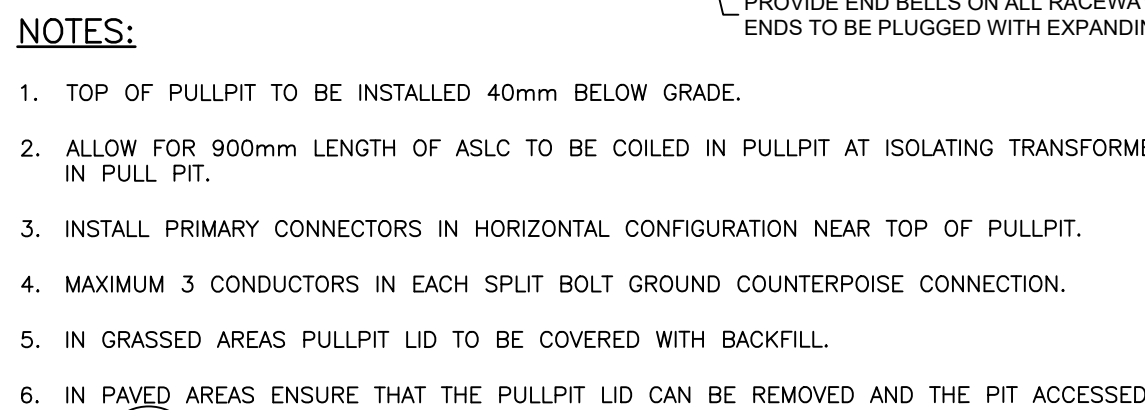 PROVIDE END BELLS ON ALL
ENDS TO BE PLUGGED WITH
NOTES:
1. TOP OF PULLPIT TO BE INSTALLED 40mm BELOW GRADE.
2. ALLOW FOR 900mm LENGTH OF ASLC TO BE COILED IN PULLPIT AT ISOLATING
IN PULL PIT.
3. INSTALL PRIMARY CONNECTORS IN HORIZONTAL CONFIGURATION NEAR TOP OF PULLPIT.
4. MAXIMUM 3 CONDUCTORS IN EACH SPLIT BOLT GROUND COUNTERPOISE CONNECTION.
5. IN GRASSED AREAS PULLPIT LID TO BE COVERED WITH BACKFILL.
6. IN PAVED AREAS ENSURE THAT THE PULLPIT LID CAN BE REMOVED AND THE PIT ACCESSED